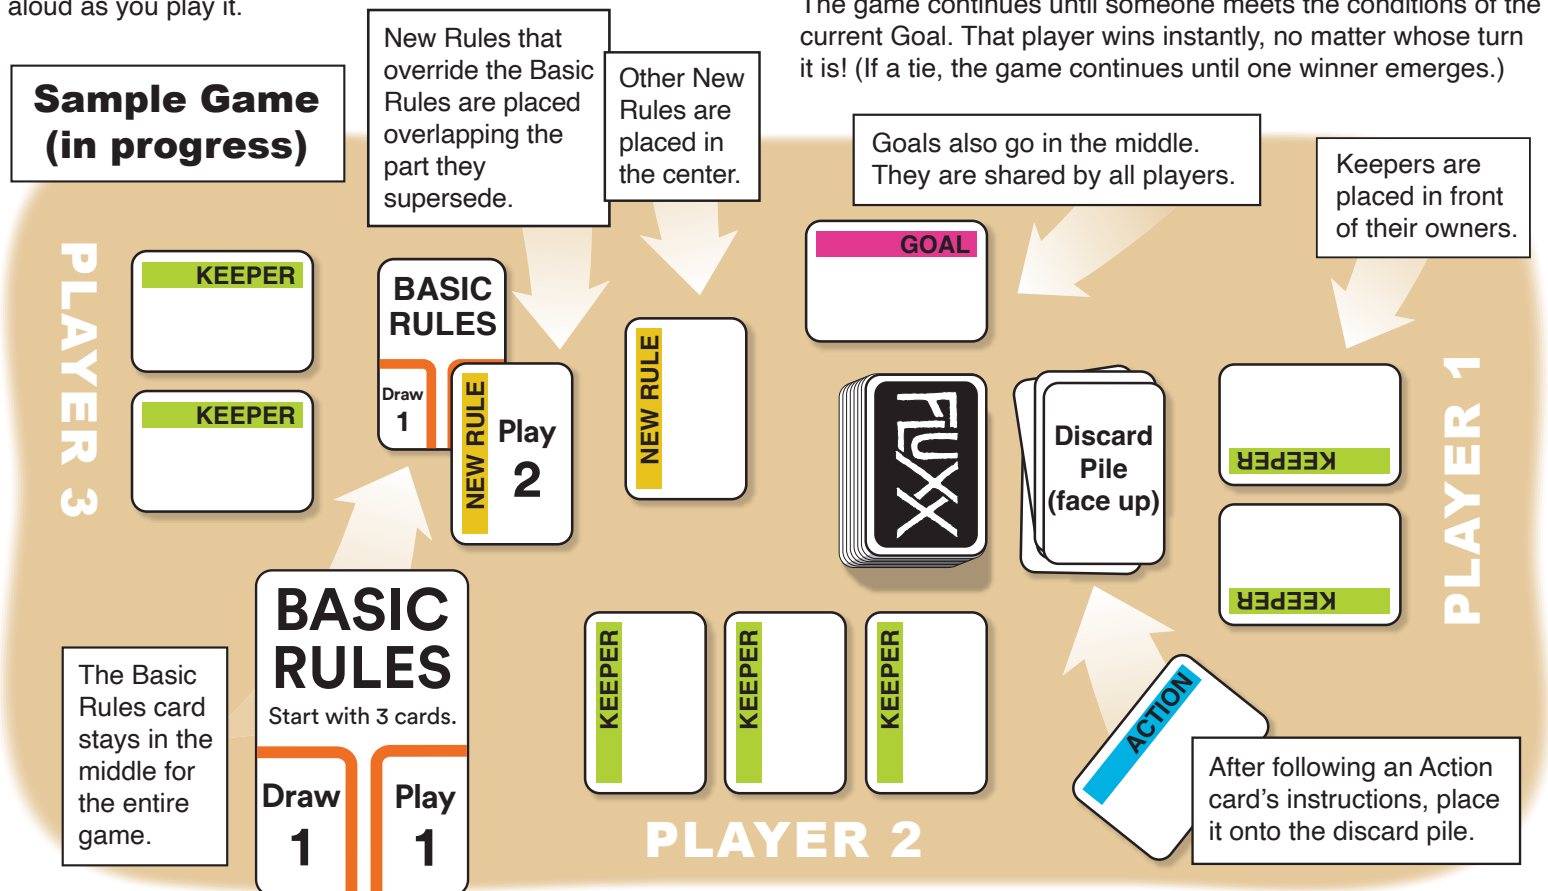 aloud as you play it.
The game continues until someone meets the conditions of the
current Goal. That player wins instantly, no matter whose turn
it is! (If a tie, the game continues until one winner emerges.)
Sample Game
(in progress)
New Rules that
override the Basic
Rules are placed
overlapping the
part they
supersede.
Other New
Rules are
placed in
the center.
Goals also go in the middle.
They are shared by all players.
Keepers are
placed in front
of their owners.
PLAYER 3
KEEPER
KEEPER
BASIC
RULES
Draw
1
NEW RULE
Play
2
NEW RULE
GOAL
FLUXX
Discard
Pile
(face up)
KEEPER
KEEPER
PLAYER 1
The Basic
Rules card
stays in the
middle for
the entire
game.
BASIC
RULES
Start with 3 cards.
Draw
1
Play
1
KEEPER
KEEPER
KEEPER
PLAYER 2
ACTION
After following an Action
card's instructions, place
it onto the discard pile.